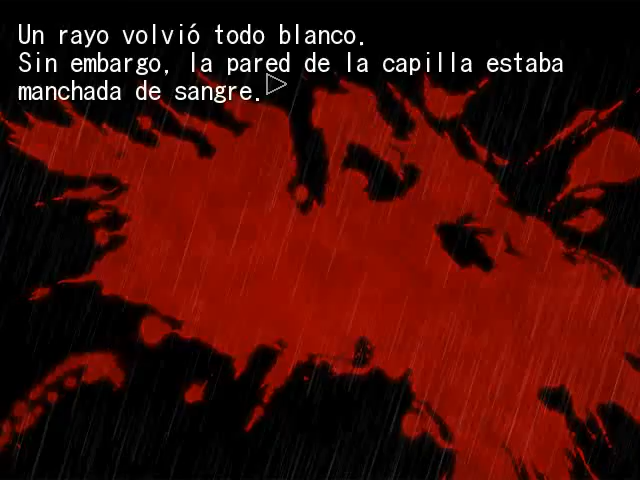 Un rayo volvió todo blanco.
Sin embargo, la pared de la capilla estaba
manchada de sangre.